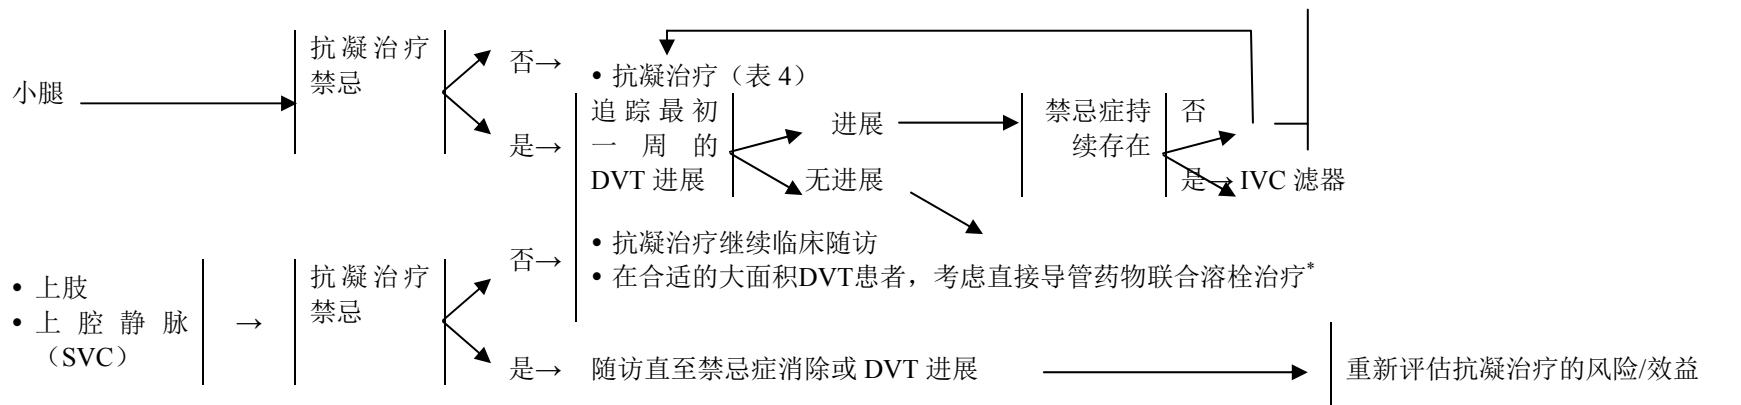 小腿
抗凝治疗
禁忌
否→
是→
• 抗凝治疗（表 4）
追踪最初
一周的
DVT 进展
进展
无进展
禁忌症持
续存在
否
是→ IVC 滤器
• 上肢
• 上腔静脉
（SVC）
→
抗凝治疗
禁忌
否→
• 抗凝治疗继续临床随访
• 在合适的大面积DVT患者，考虑直接导管药物联合溶栓治疗*
是→
随访直至禁忌症消除或 DVT 进展
重新评估抗凝治疗的风险/效益